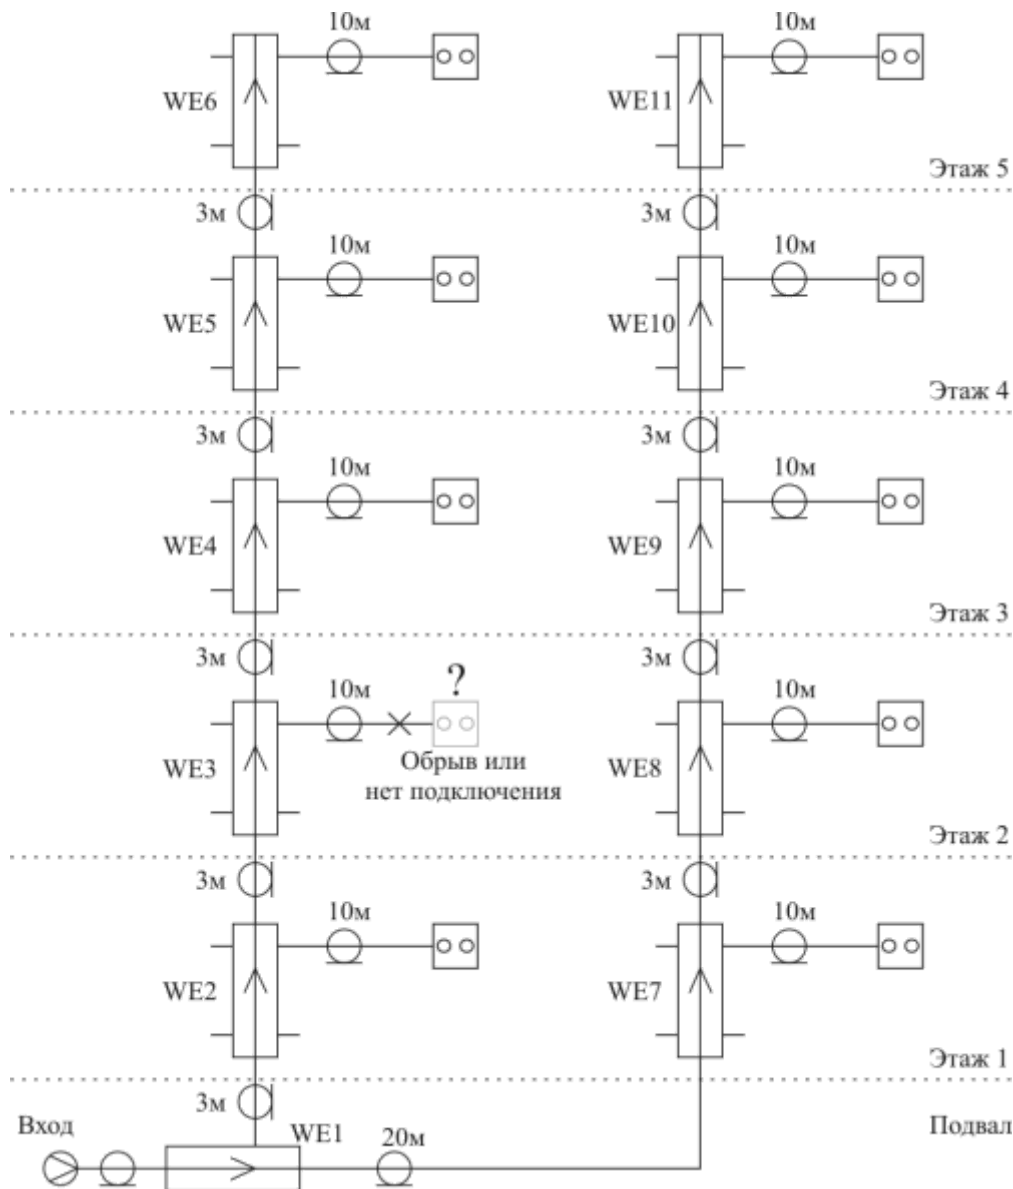 10м 10м
WE6 WE11
Этаж 5
3м 3м
10м 10м
WE5 WE10
Этаж 4
3м 3м
10м 10м
WE4 WE9
Этаж 3
3м 3м
?
10м 10м
Обрыв или
WE3 WE8
нет подключения
Этаж 2
3м 3м
10м 10м
WE2 WE7
Этаж 1
3м
Вход WE1 20м Подвал